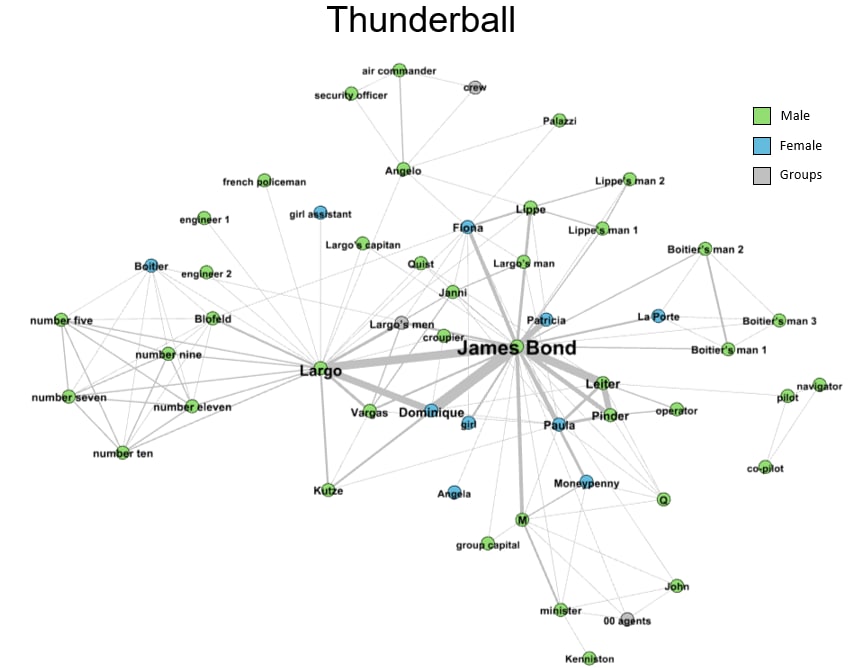 Thunderball
air commander
security officer
crew
Male
Palazzi
Female
Angelo
Groups
french policeman
Lippe's man 2
girl assistant
Lippe
engineer 1
Fiona
Lippe's man 1
Largo's capitan
Boitier's man 2
Boitier
engineer 2
Quist
Largo's man
Janni
number five
Blofeld
Largo's men
Patricia
La Porte
Boitier's man 3
croupier
James Bond
number nine
Boitier's man 1
Largo
Leiter
navigator
number seven
number eleven
Vargas
Dominique
Pinder
operator
pilot
girl
Paula
number ten
co-pilot
Kutze
Angela
Moneypenny
Q
M
group capital
John
minister
00 agents
Kenniston